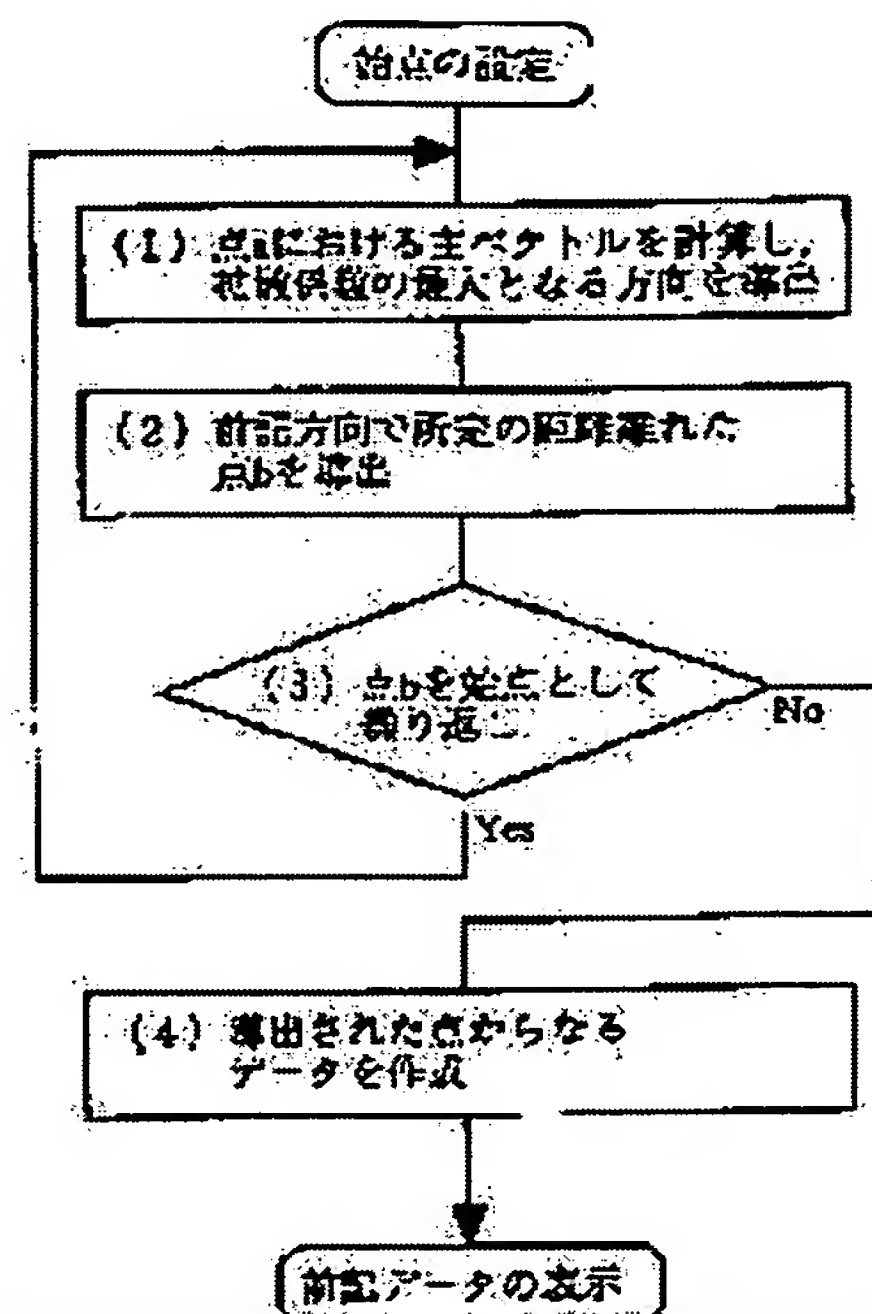 始点の設定
(1) 点aにおける主ベクトルを計算し,
拡散係数の最大となる方向を導出
(2) 前記方向で所定の距離離れた
点bを導出
(3) 点bを始点として
繰り返し
No
Yes
(4) 導出された点からなる
データを作成
前記データの表示